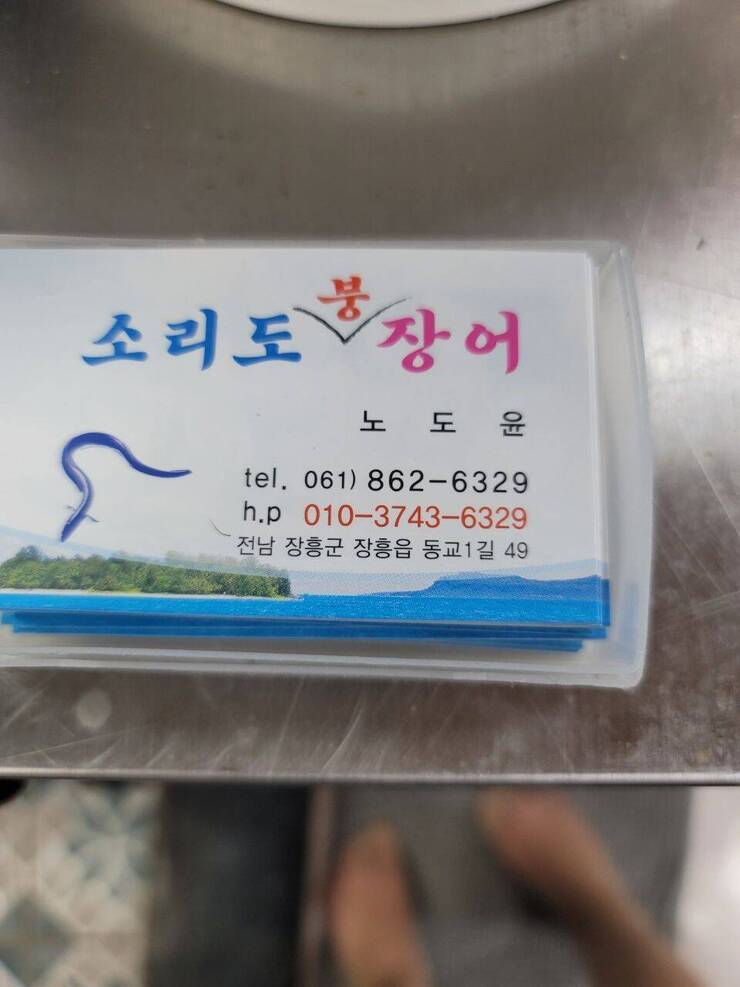 소리도 붕장어
노 도 윤
tel. 061) 862-6329
h.p 010-3743-6329
전남 장흥군 장흥읍 동교1길 49